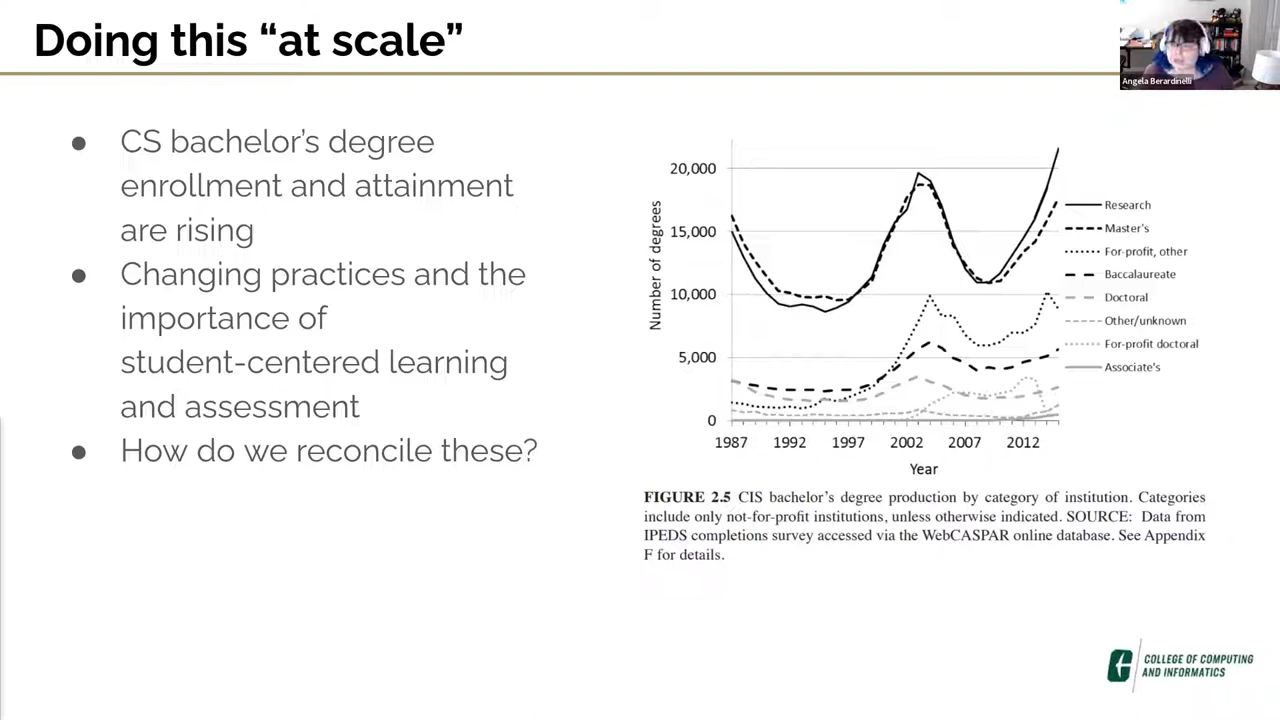 Doing this “at scale”
Angela Berardinelli
● CS bachelor’s degree
enrollment and attainment
are rising
● Changing practices and the
importance of
student-centered learning
and assessment
● How do we reconcile these?
Number of degrees
20,000
15,000
10,000
5,000
0
1987 1992 1997 2002 2007 2012
Year
Research
Master's
For-profit, other
Baccalaureate
Doctoral
Other/unknown
For-profit doctoral
Associate's
FIGURE 2.5 CIS bachelor’s degree production by category of institution. Categories
include only not-for-profit institutions, unless otherwise indicated. SOURCE: Data from
IPEDS completions survey accessed via the WebCASPAR online database. See Appendix
F for details.
COLLEGE OF COMPUTING
AND INFORMATICS